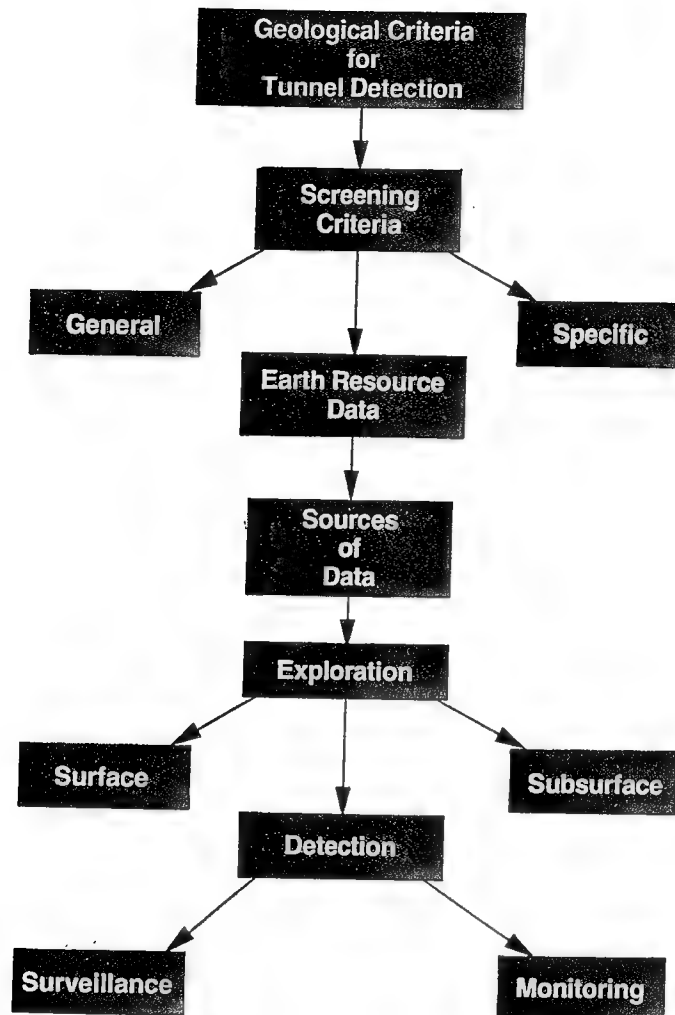 Geological Criteria
for
Tunnel Detection
Screening
Criteria
General
Specific
Earth Resource
Data
Sources
of
Data
Exploration
Surface
Subsurface
Detection
Surveillance
Monitoring